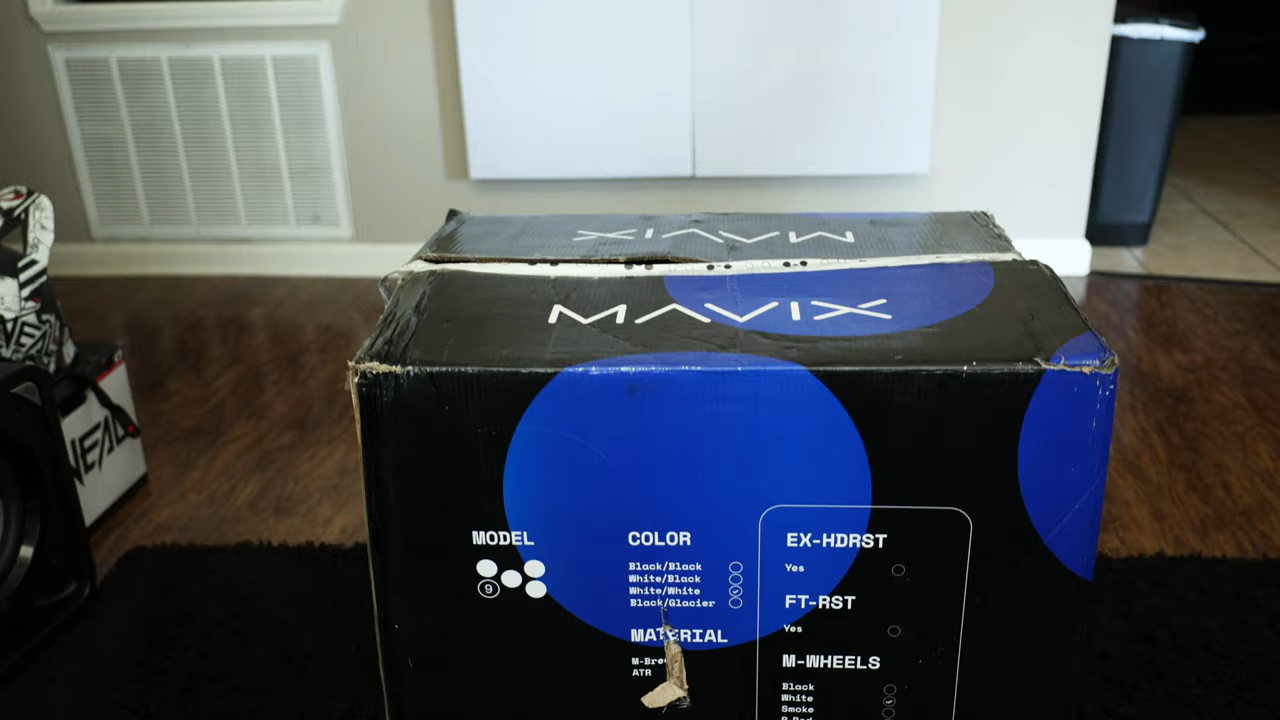 MAVIX
MAVIX
MODEL
9
COLOR
Black/Black
White/Black
White/White
Black/Glacier
MATERIAL
ATR
EX-HDRST
Yes
FT-RST
Yes
M-WHEELS
Black
White
Smoke